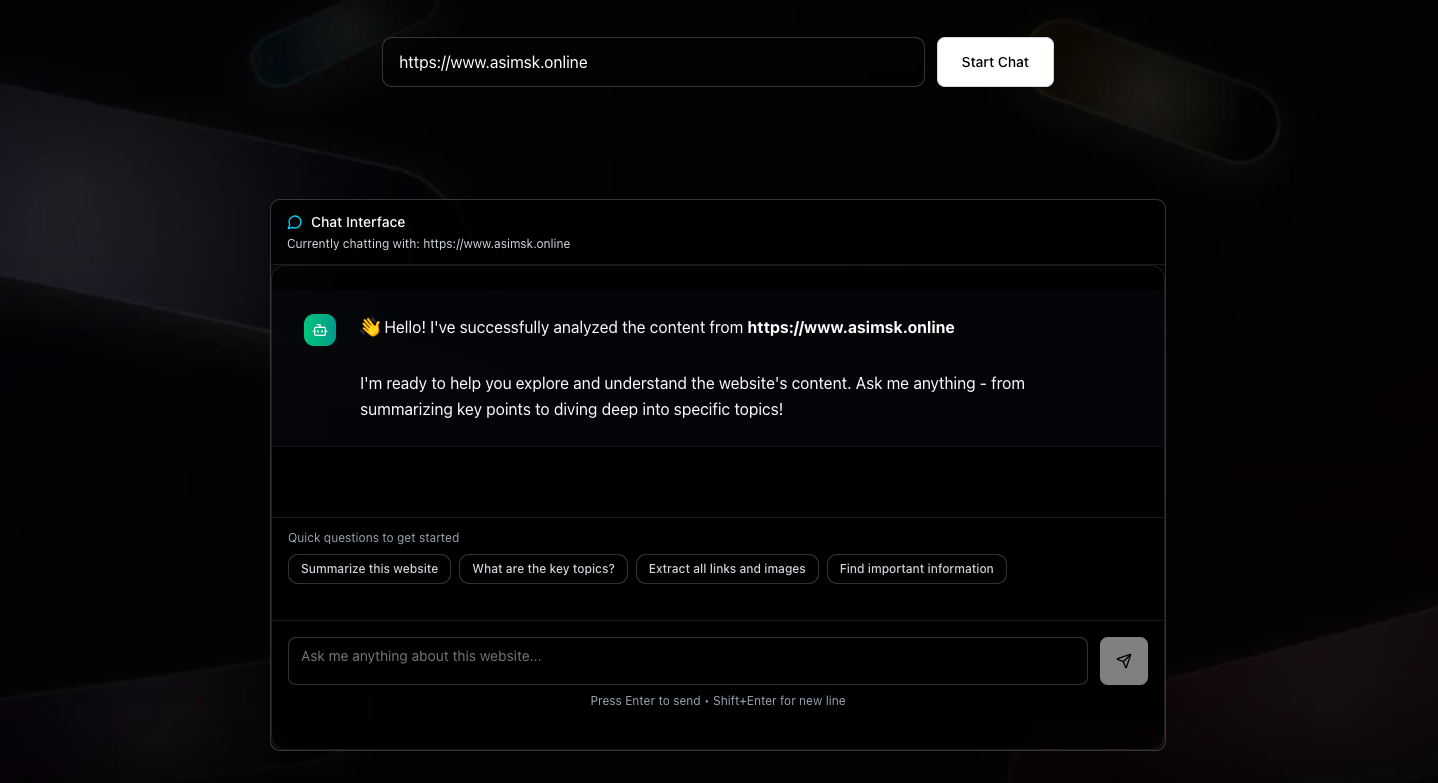 https://www.asimsk.online
Start Chat
Chat Interface
Currently chatting with: https://www.asimsk.online
👋 Hello! I've successfully analyzed the content from https://www.asimsk.online
I'm ready to help you explore and understand the website's content. Ask me anything - from
summarizing key points to diving deep into specific topics!
Quick questions to get started
Summarize this website
What are the key topics?
Extract all links and images
Find important information
Ask me anything about this website...
Press Enter to send • Shift+Enter for new line